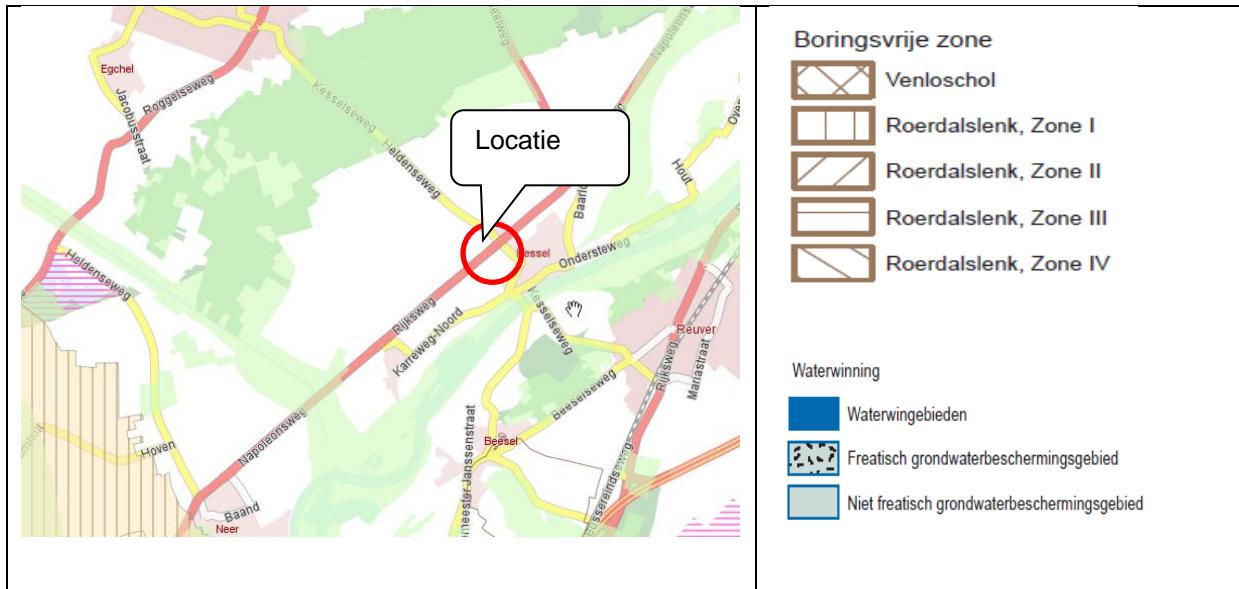 Egchel
Jacobusstraat
Roggelseweg
Kesselseweg
Napoleonsweg
Locatie
Heldenseweg
Hout
Kessel
Ondersteweg
Heldenseweg
Rijksweg
Karreweg-Noord
Kesselseweg
Reuver
Rijksweg
Mariastraat
Beeselseweg
Beesel
Napoleonsweg
Hoven
Baand
Neer
Boringsvrije zone
Venloschol
Roerdalslenk, Zone I
Roerdalslenk, Zone II
Roerdalslenk, Zone III
Roerdalslenk, Zone IV
Waterwinning
Waterwingebieden
Freatisch grondwaterbeschermingsgebied
Niet freatisch grondwaterbeschermingsgebied